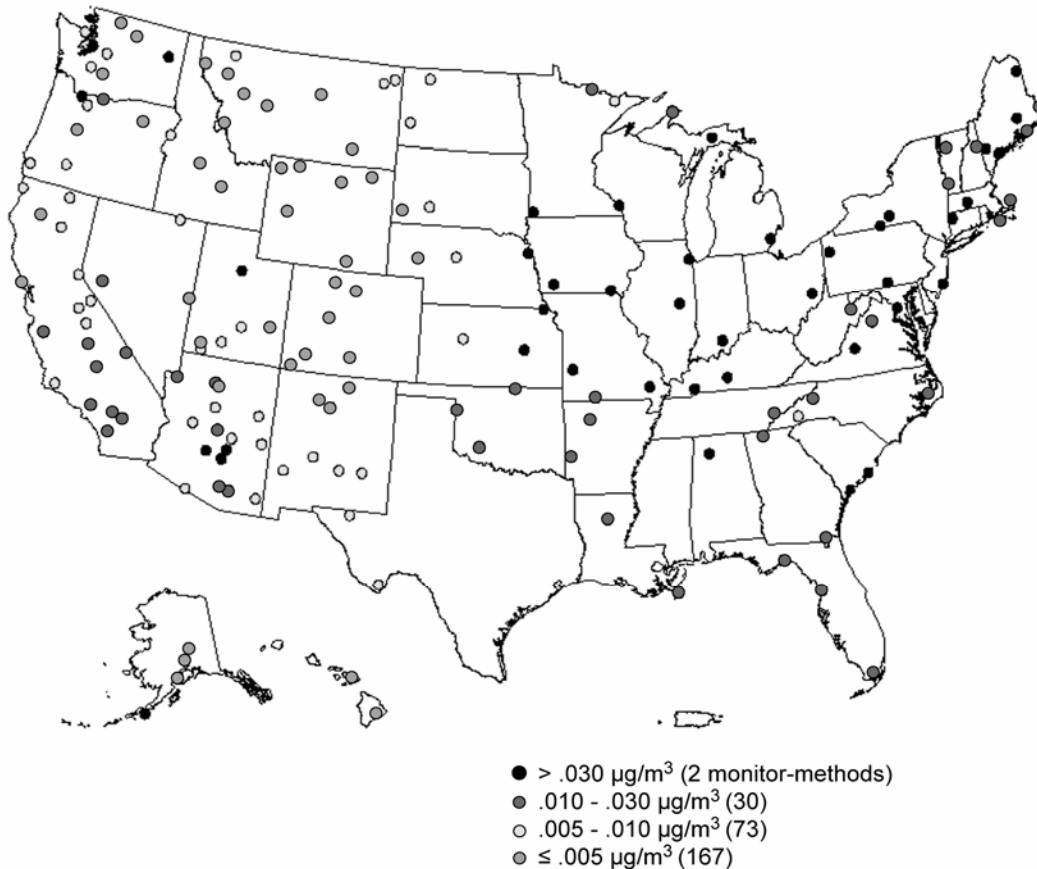 > .030 µg/m³ (2 monitor-methods)
.010 - .030 µg/m³ (30)
.005 - .010 µg/m³ (73)
≤ .005 µg/m³ (167)